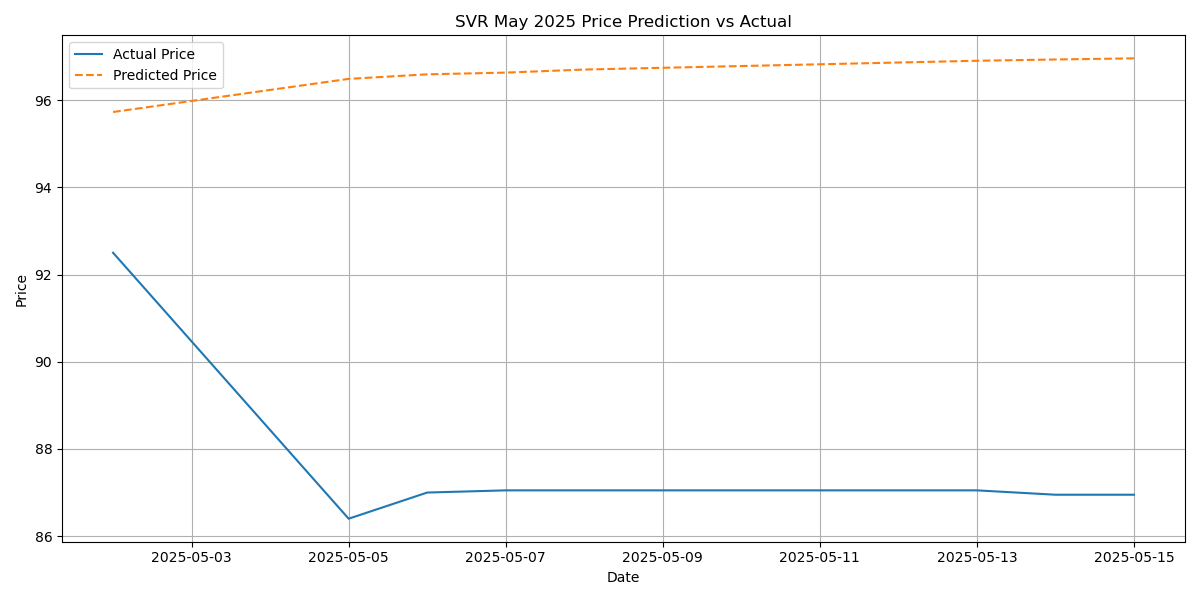 SVR May 2025 Price Prediction vs Actual
Actual Price
Predicted Price
96
94
92
90
88
86
Price
2025-05-03
2025-05-05
2025-05-07
2025-05-09
2025-05-11
2025-05-13
2025-05-15
Date